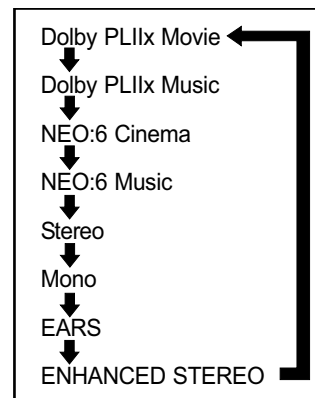 Dolby PLIIx Movie
Dolby PLIIx Music
NEO:6 Cinema
NEO:6 Music
Stereo
Mono
EARS
ENHANCED STEREO